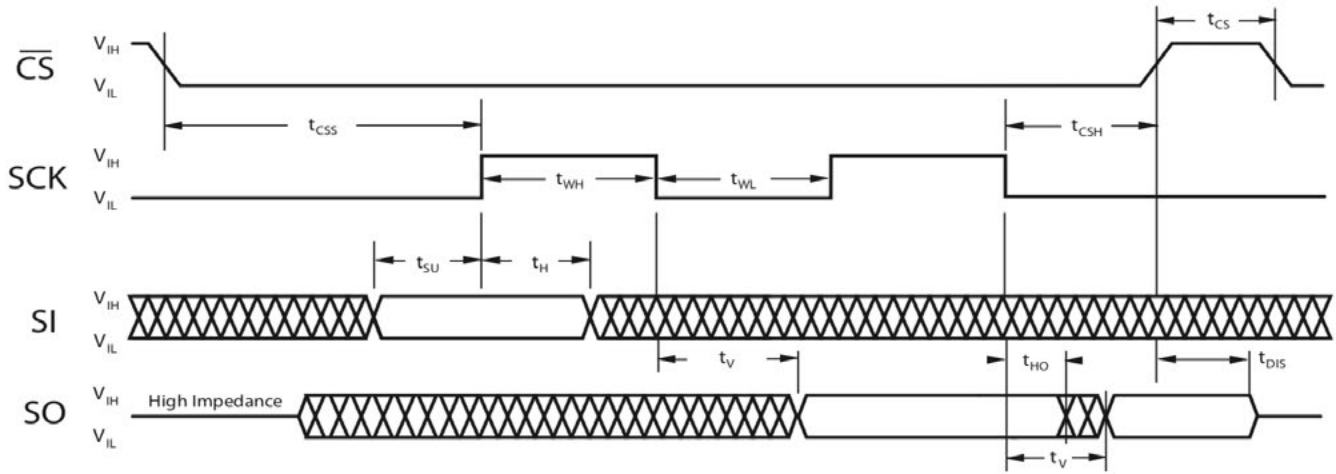 V_IH t_CS
CS
V_IL
t_CSS t_CSH
V_IH
SCK t_WH t_WL
V_IL
t_SU t_H
V_IH
SI
V_IL
t_V t_HO t_DIS
V_IH High Impedance
SO
V_IL
t_V